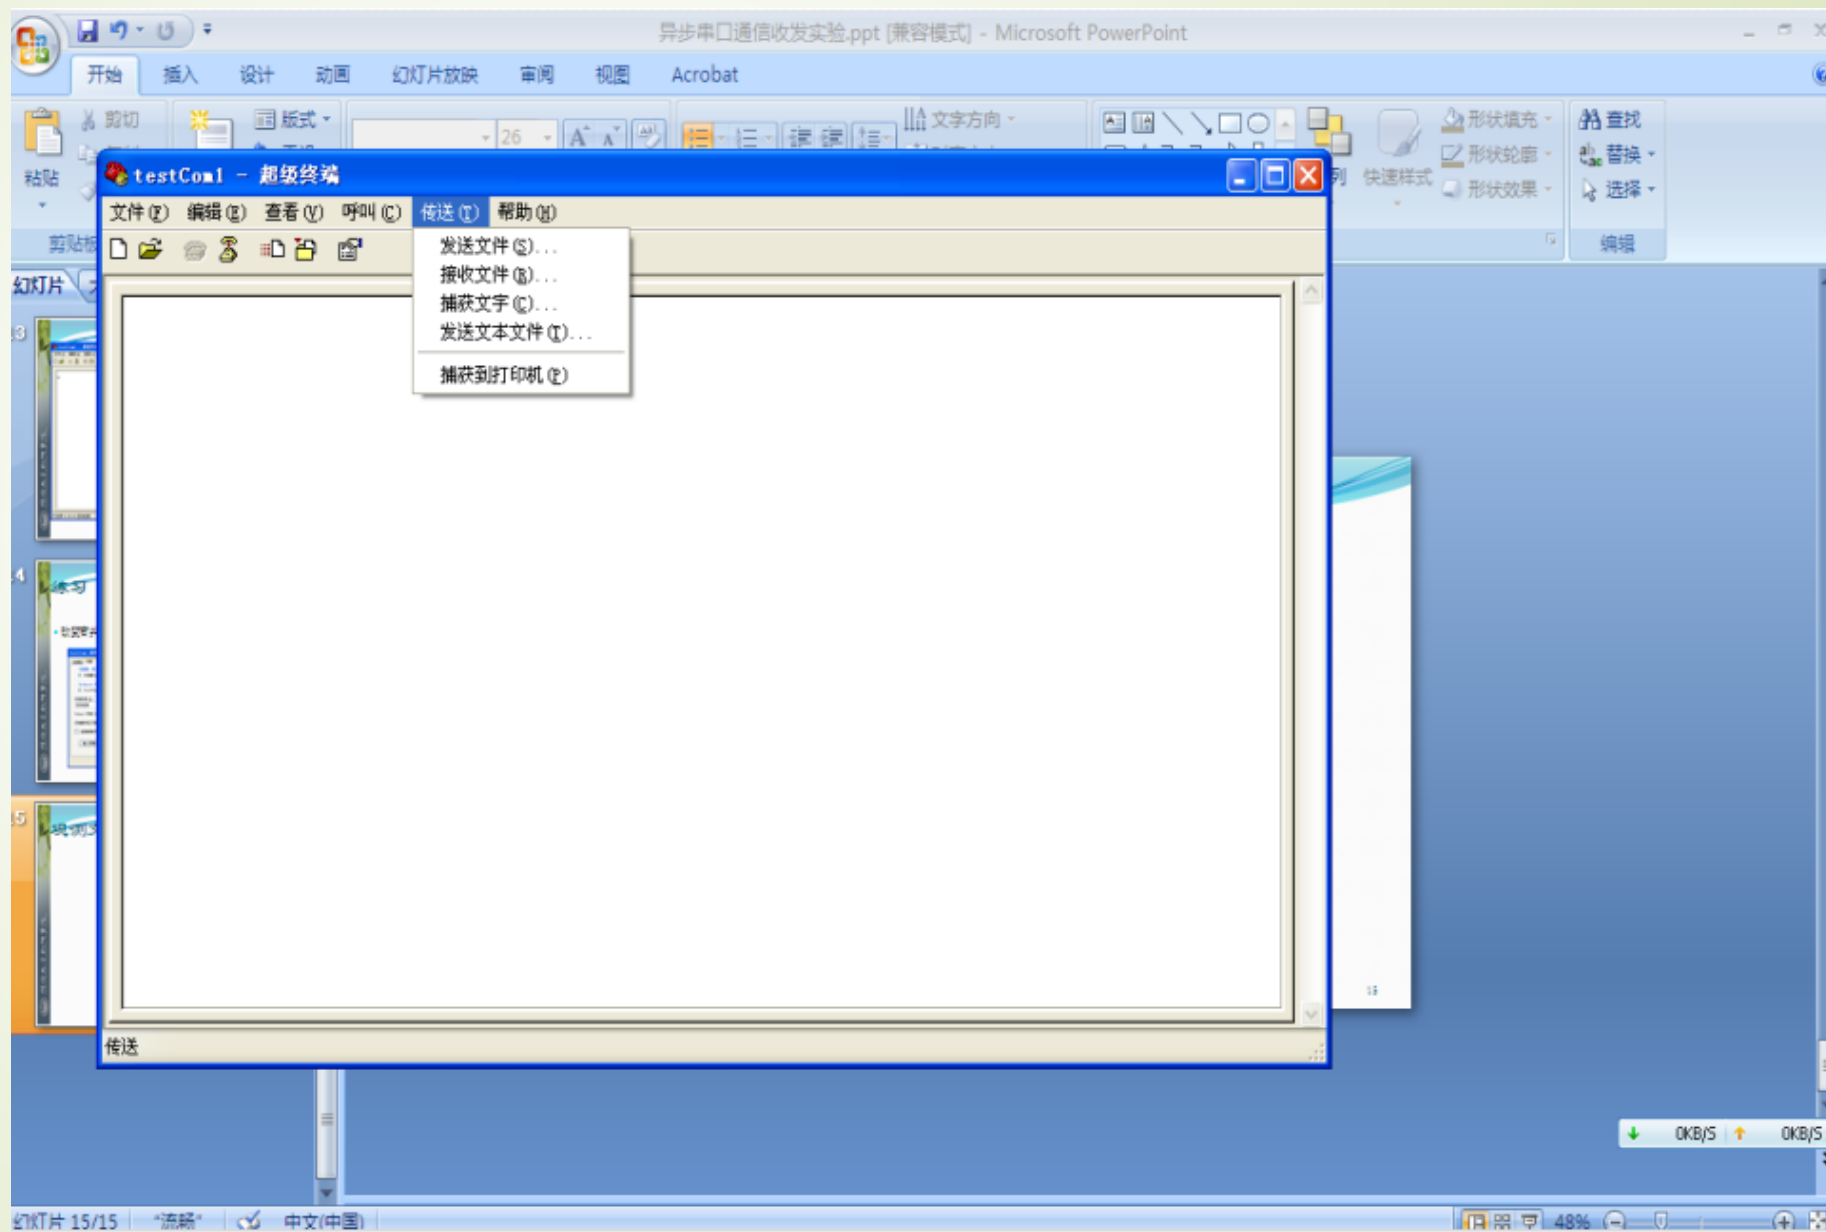 异步串口通信收发实验.ppt [兼容模式] - Microsoft PowerPoint
开始 插入 设计 动画 幻灯片放映 审阅 视图 Acrobat
剪切 版式 26 文字方向 形状填充 查找
形状轮廓 替换
粘贴 快速样式 形状效果 选择
剪贴板 编辑
testCom1 - 超级终端
文件(F) 编辑(E) 查看(V) 呼叫(C) 传送(T) 帮助(H)
发送文件(S)...
接收文件(R)...
捕获文字(C)...
发送文本文件(T)...
捕获到打印机(P)
幻灯片
练习
传送
0KB/S 0KB/S
幻灯片 15/15 "流畅" 中文(中国) 48%